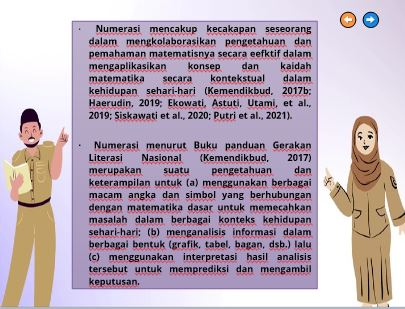 · Numerasi mencakup kecakapan seseorang
dalam mengkolaborasikan pengetahuan dan
pemahaman matematisnya secara eefktif dalam
mengaplikasikan konsep dan kaidah
matematika secara kontekstual dalam
kehidupan sehari-hari (Kemendikbud, 2017b;
Haerudin, 2019; Ekowati, Astuti, Utami, et al.,
2019; Siskawati et al., 2020; Putri et al., 2021).
· Numerasi menurut Buku panduan Gerakan
Literasi Nasional (Kemendikbud, 2017)
merupakan suatu pengetahuan dan
keterampilan untuk (a) menggunakan berbagai
macam angka dan simbol yang berhubungan
dengan matematika dasar untuk memecahkan
masalah dalam berbagai konteks kehidupan
sehari-hari; (b) menganalisis informasi dalam
berbagai bentuk (grafik, tabel, bagan, dsb.) lalu
(c) menggunakan interpretasi hasil analisis
tersebut untuk memprediksi dan mengambil
keputusan.